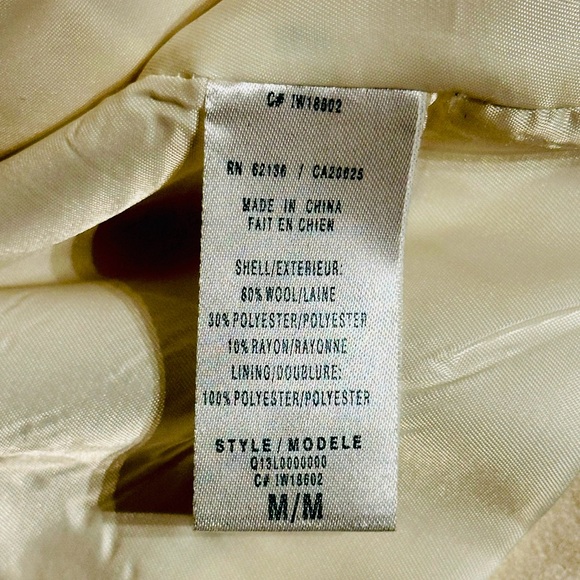 C# IW18602
RN 62136 / CA20625
MADE IN CHINA
FAIT EN CHIEN
SHELL/EXTERIEUR:
60% WOOL/LAINE
30% POLYESTER/POLYESTER
10% RAYON/RAYONNE
LINING/DOUBLURE:
100% POLYESTER/POLYESTER
STYLE / MODELE
Q13L0000000
C# IW18602
M/M